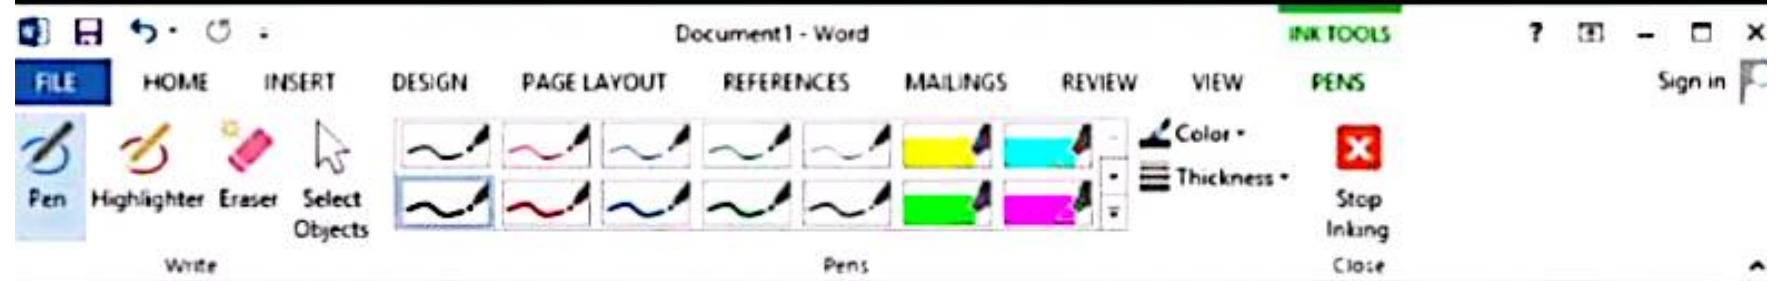 Document1 - Word
INK TOOLS
?
FILE HOME INSERT DESIGN PAGE LAYOUT REFERENCES MAILINGS REVIEW VIEW PENS Sign in
Pen Highlighter Eraser Select Objects
Color
Thickness
Stop Inking
Write Pens Close